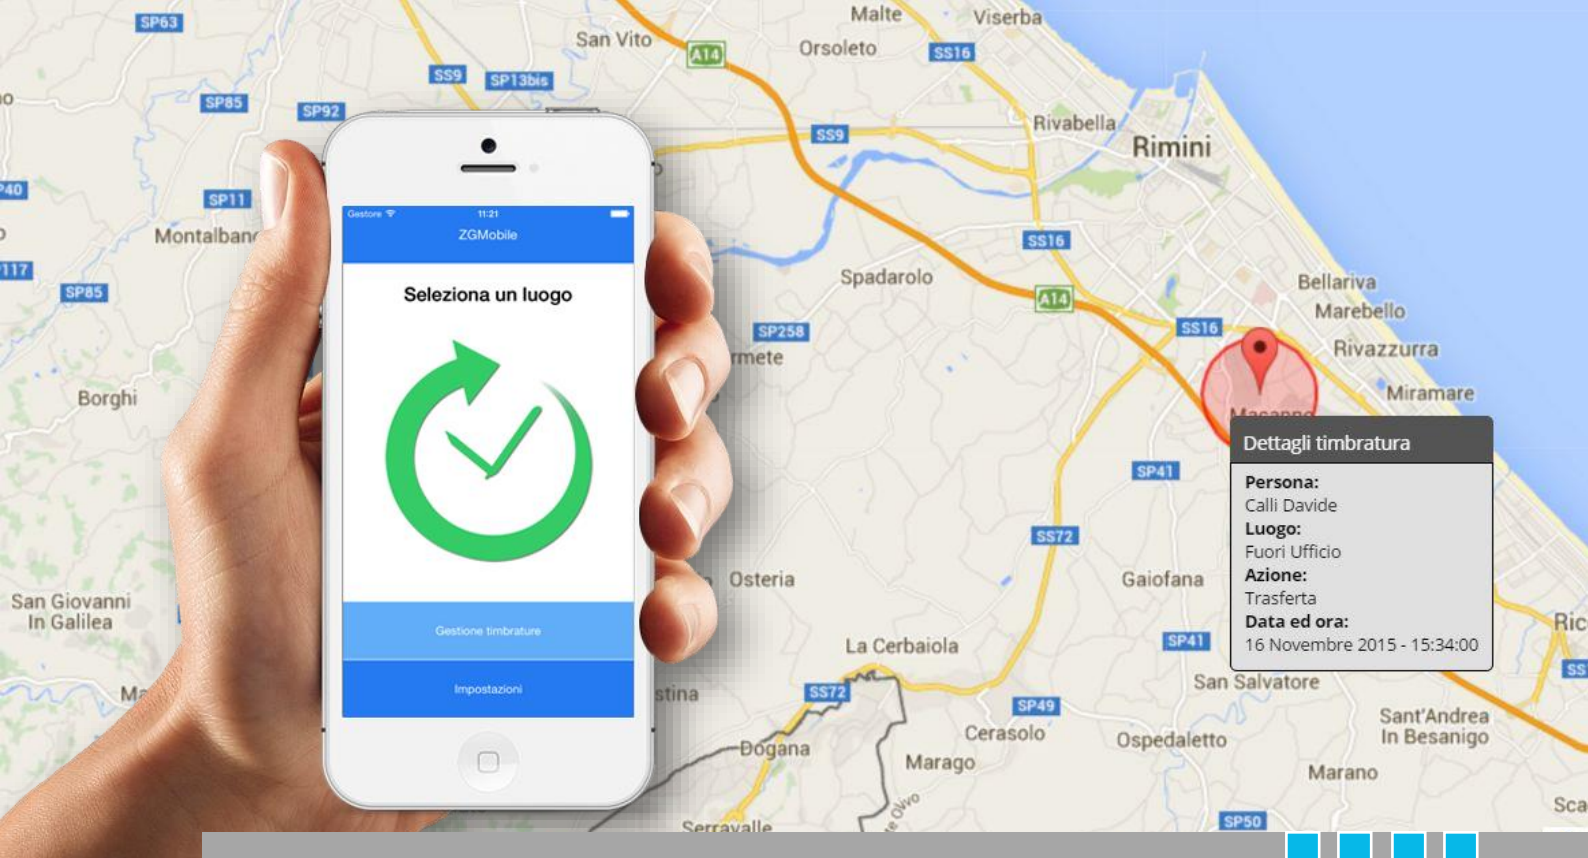 SP63
Malte
Viserba
San Vito
A14
Orsoleto
SS16
SS9
SP13bis
SP85
SP92
SS9
Rivabella
Rimini
SP11
Montalbano
SS16
SP85
Spadarolo
A14
Bellariva
Marebello
SS16
Rivazzurra
SP258
Miramare
Borghi
Gestore
11:21
ZGMobile
Seleziona un luogo
Gestione timbrature
Impostazioni
Dettagli timbratura
Persona:
Calli Davide
Luogo:
Fuori Ufficio
Azione:
Trasferta
Data ed ora:
16 Novembre 2015 - 15:34:00
SP41
SS72
Osteria
Gaiofana
San Giovanni
In Galilea
La Cerbaiola
SP41
San Salvatore
SS72
SP49
Cerasolo
Sant'Andrea
In Besanigo
Dogana
Ospedaletto
Marago
Marano
SP50
Serravalle